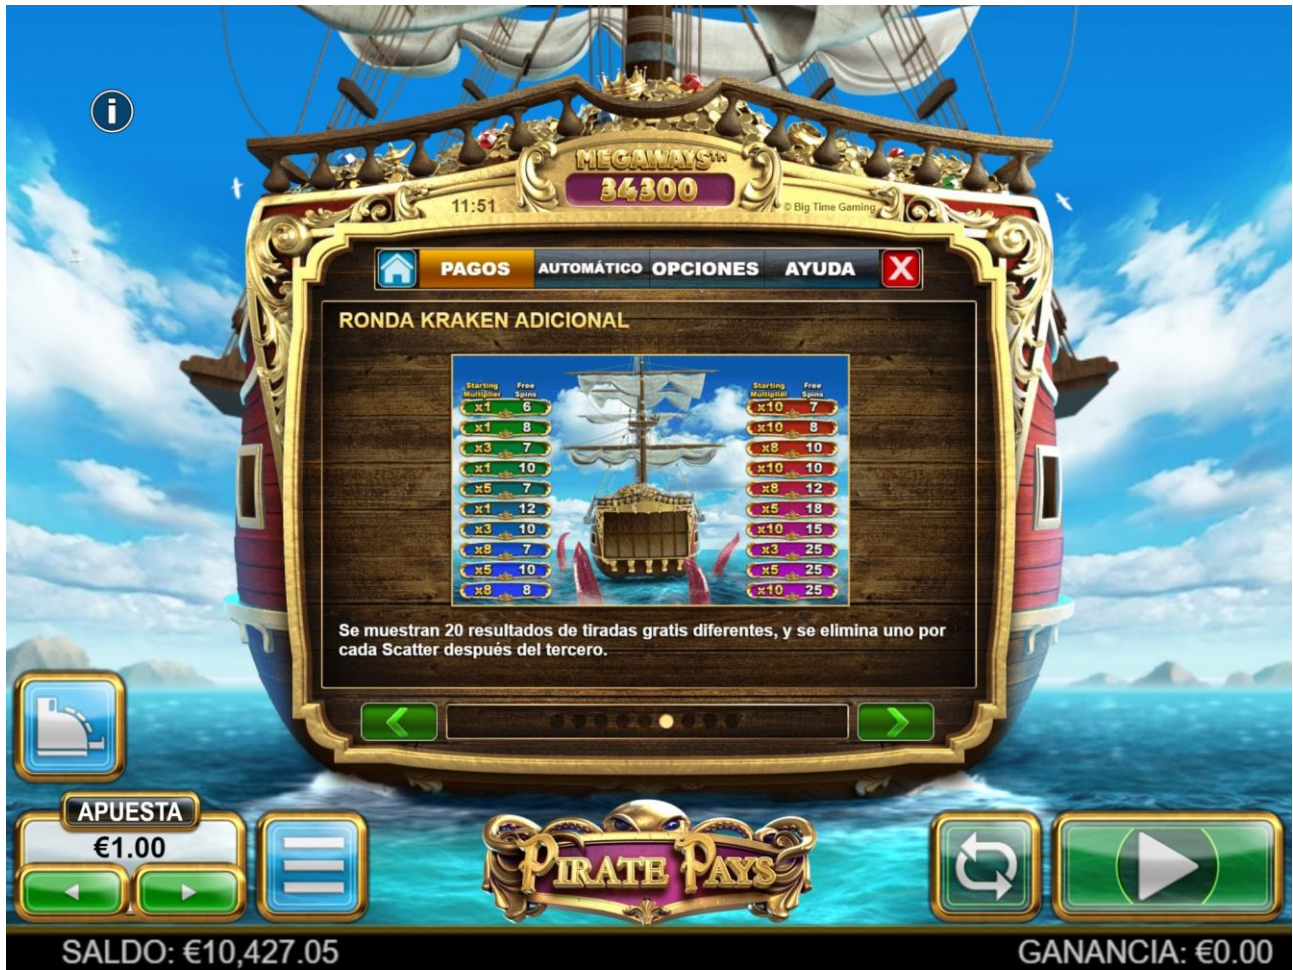 i
MEGAWAYS™
34300
11:51
© Big Time Gaming
PAGOS AUTOMÁTICO OPCIONES AYUDA X
RONDA KRAKEN ADICIONAL
Starting Multiplier Free Spins
x1 6
x1 8
x3 7
x1 10
x5 7
x1 12
x3 10
x8 7
x5 10
x8 8
Starting Multiplier Free Spins
x10 7
x10 8
x8 10
x10 10
x8 12
x5 18
x10 15
x3 25
x5 25
x10 25
Se muestran 20 resultados de tiradas gratis diferentes, y se elimina uno por
cada Scatter después del tercero.
APUESTA
€1.00
PIRATE PAYS
SALDO: €10,427.05
GANANCIA: €0.00